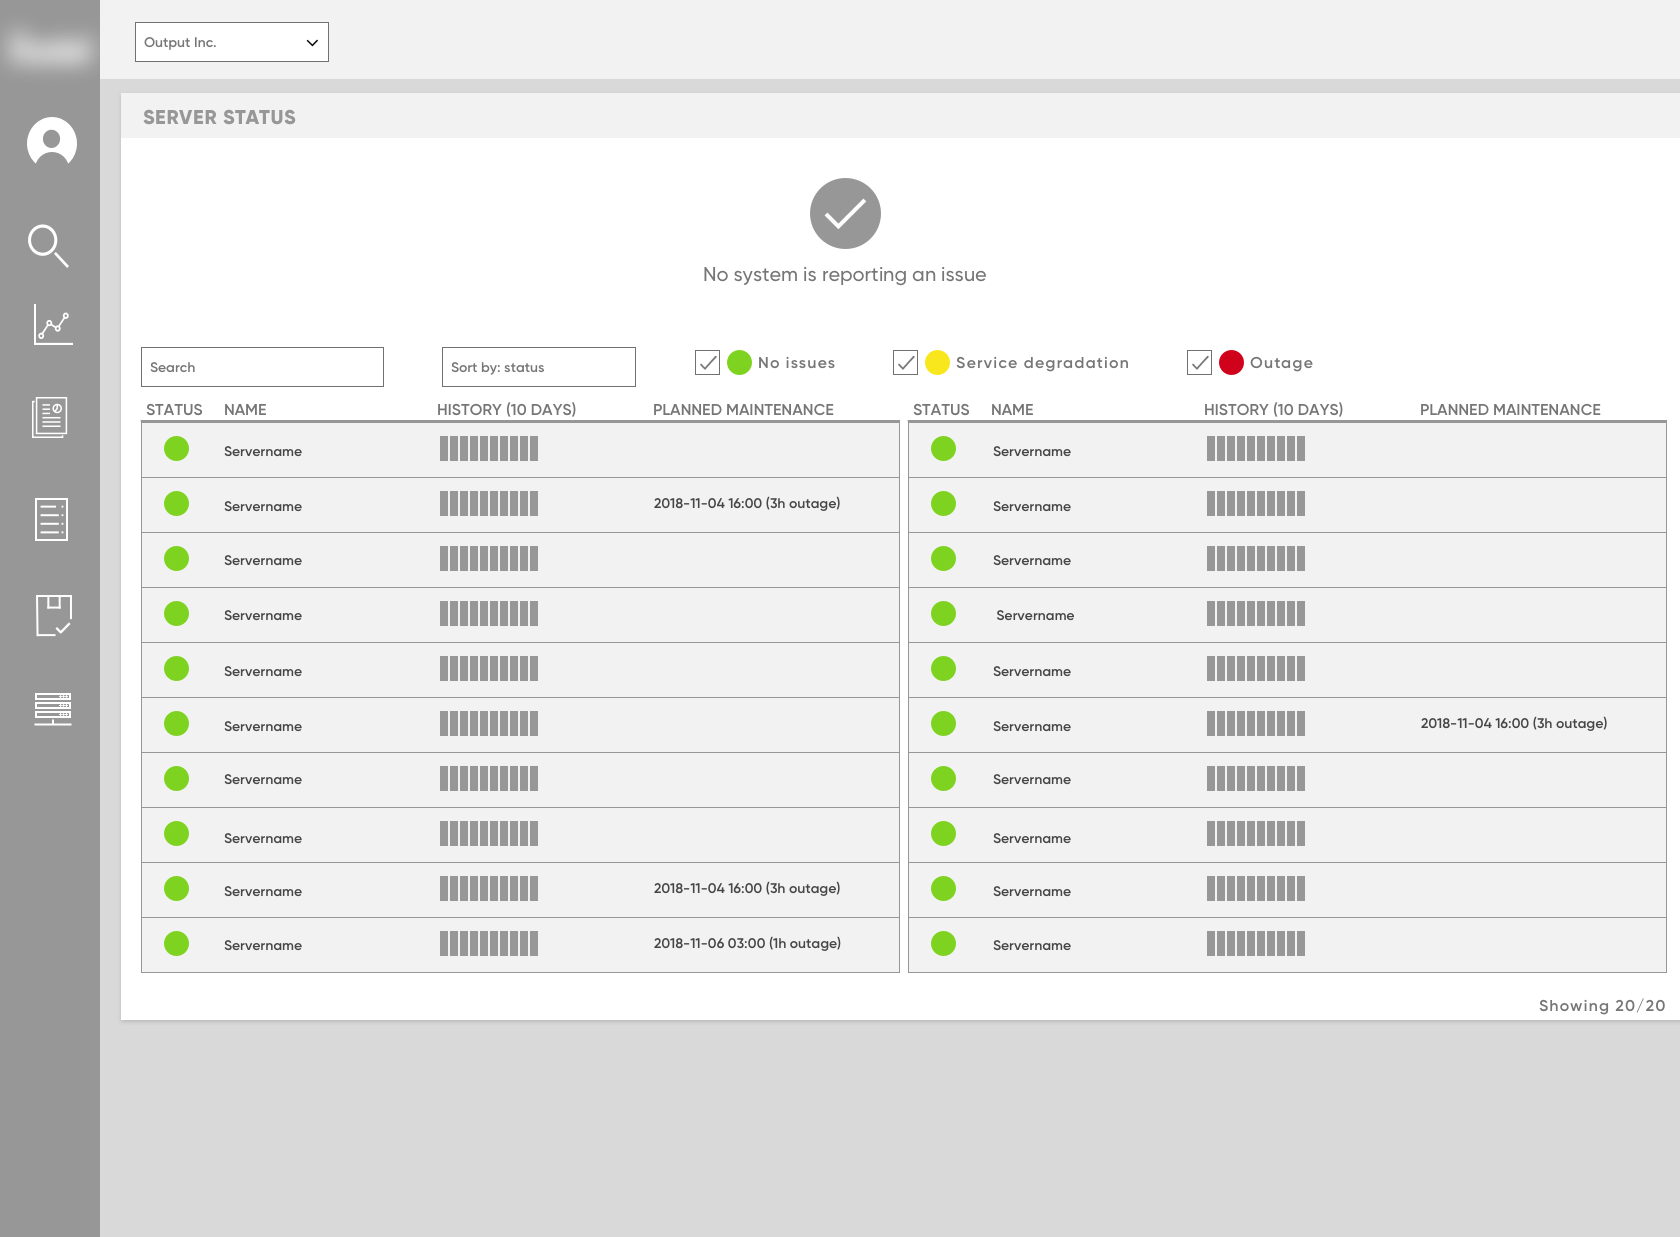 Output Inc.
SERVER STATUS
No system is reporting an issue
Search
Sort by: status
No issues
Service degradation
Outage
STATUS NAME HISTORY (10 DAYS) PLANNED MAINTENANCE STATUS NAME HISTORY (10 DAYS) PLANNED MAINTENANCE
Servername Servername
Servername 2018-11-04 16:00 (3h outage) Servername
Servername Servername
Servername Servername
Servername Servername
Servername Servername 2018-11-04 16:00 (3h outage)
Servername Servername
Servername Servername
Servername 2018-11-04 16:00 (3h outage) Servername
Servername 2018-11-06 03:00 (1h outage) Servername
Showing 20/20